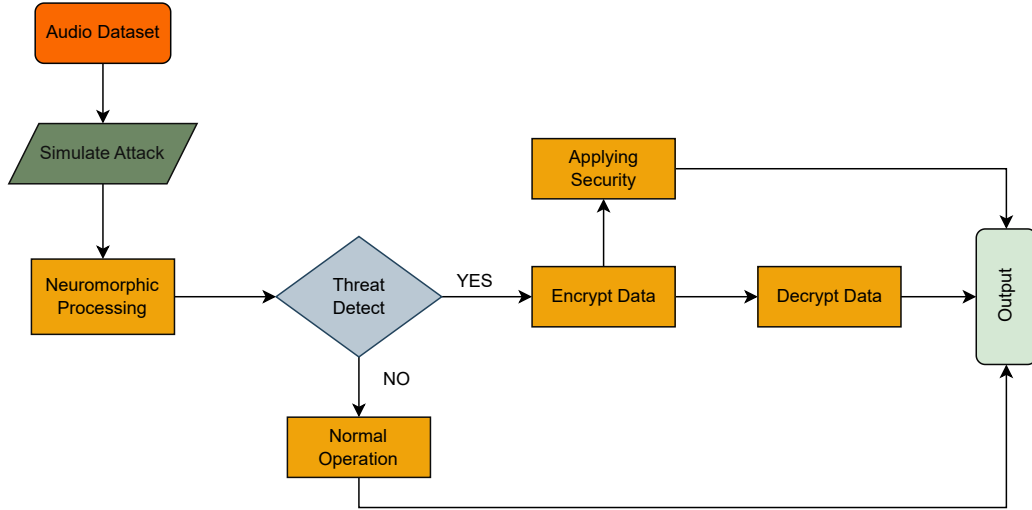 Audio Dataset
Simulate Attack
Neuromorphic
Processing
Threat
Detect
YES
NO
Normal
Operation
Applying
Security
Encrypt Data
Decrypt Data
Output